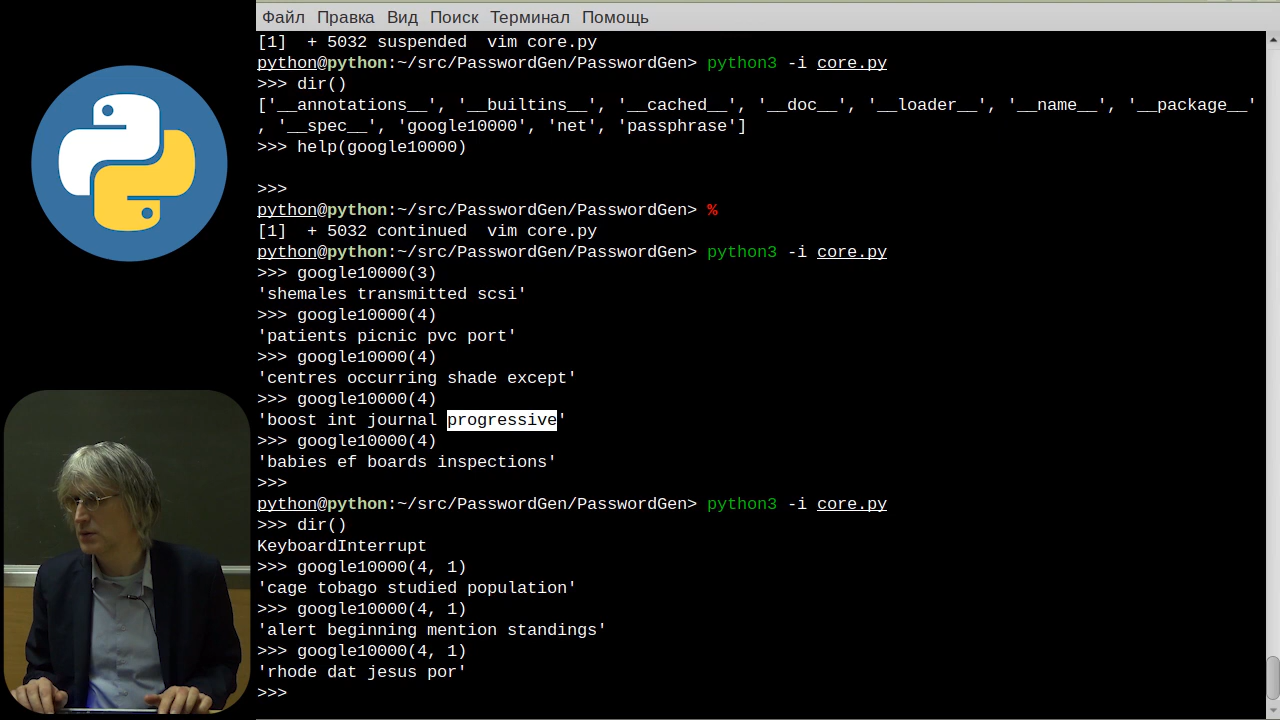 Файл Правка Вид Поиск Терминал Помощь
[1]  + 5032 suspended  vim core.py
python@python:~/src/PasswordGen/PasswordGen> python3 -i core.py
>>> dir()
['__annotations__', '__builtins__', '__cached__', '__doc__', '__loader__', '__name__', '__package__'
, '__spec__', 'google10000', 'net', 'passphrase']
>>> help(google10000)
>>>
python@python:~/src/PasswordGen/PasswordGen> %
[1]  + 5032 continued  vim core.py
python@python:~/src/PasswordGen/PasswordGen> python3 -i core.py
>>> google10000(3)
'shemales transmitted scsi'
>>> google10000(4)
'patients picnic pvc port'
>>> google10000(4)
'centres occurring shade except'
>>> google10000(4)
'boost int journal progressive'
>>> google10000(4)
'babies ef boards inspections'
>>>
python@python:~/src/PasswordGen/PasswordGen> python3 -i core.py
>>> dir()
KeyboardInterrupt
>>> google10000(4, 1)
'cage tobago studied population'
>>> google10000(4, 1)
'alert beginning mention standings'
>>> google10000(4, 1)
'rhode dat jesus por'
>>>